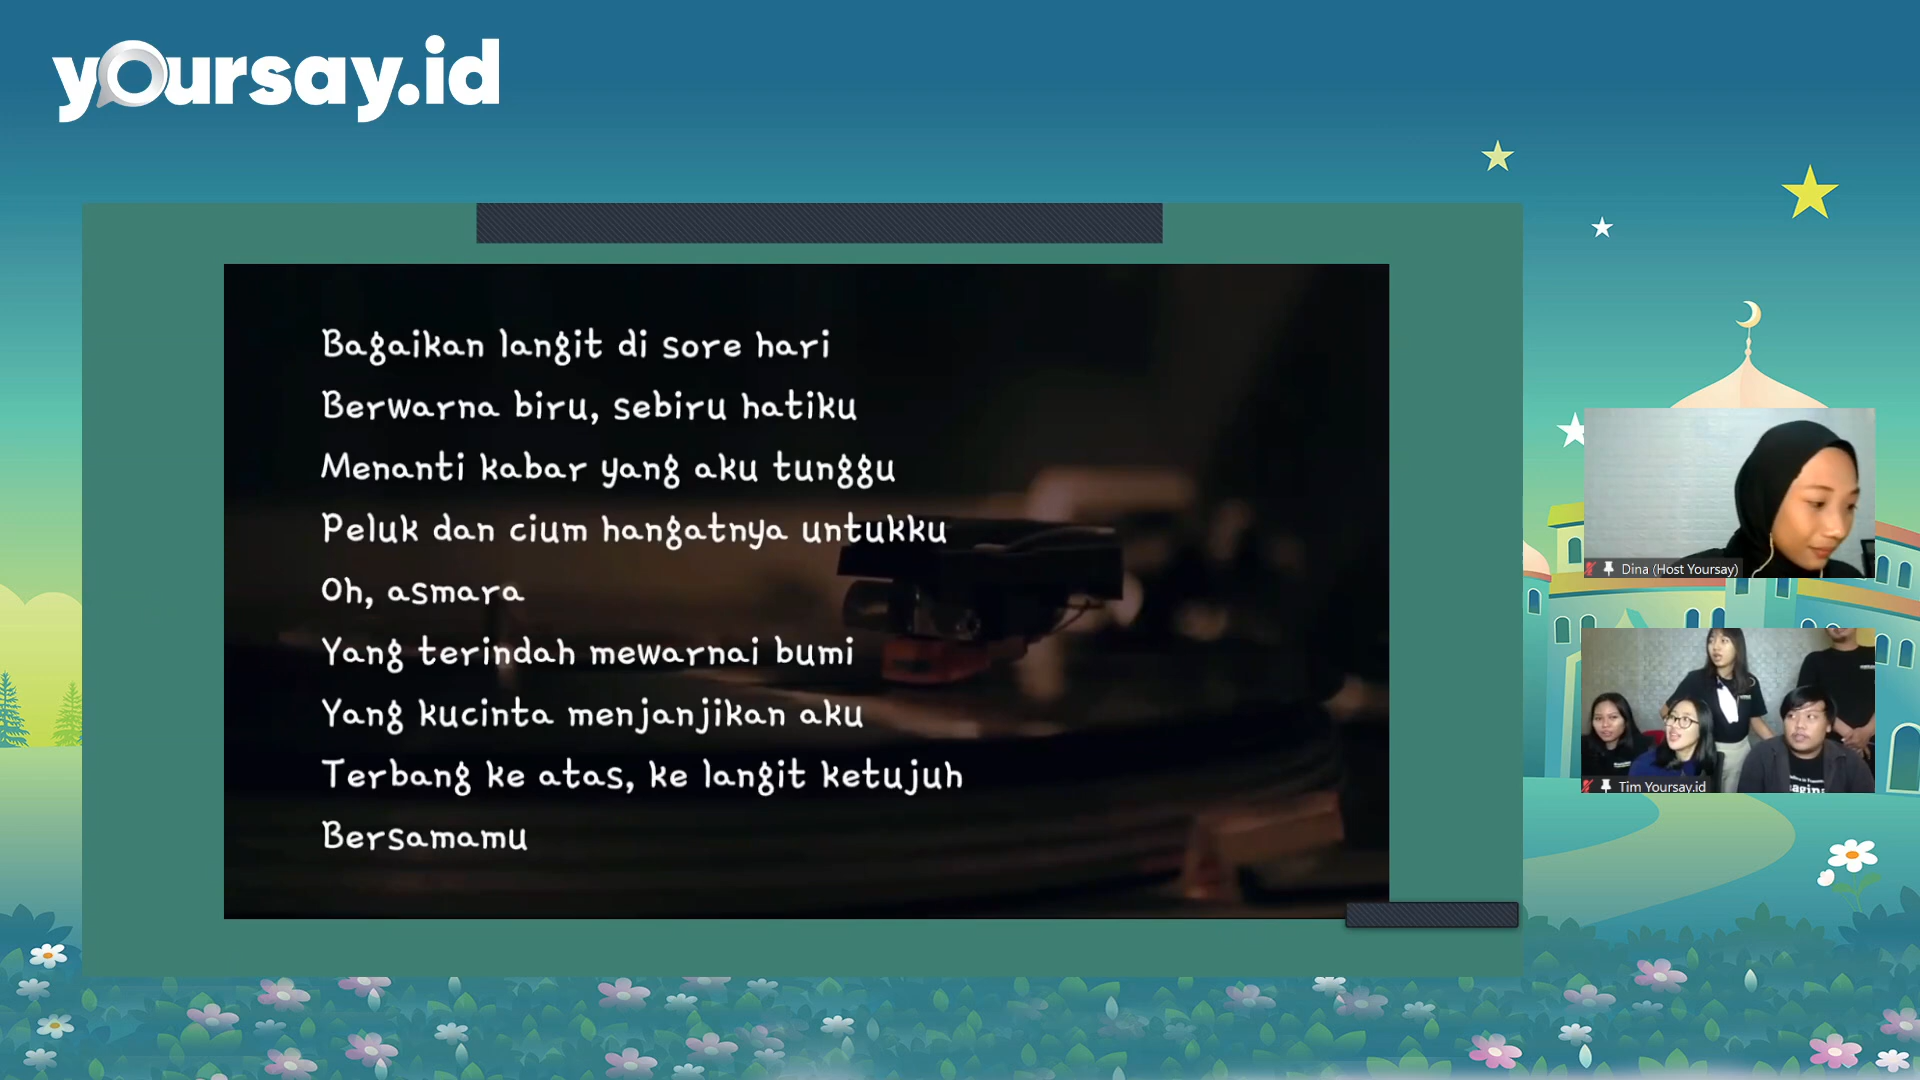 yoursay.id
Bagaikan langit di sore hari
Berwarna biru, sebiru hatiku
Menanti kabar yang aku tunggu
Peluk dan cium hangatnya untukku
Oh, asmara
Yang terindah mewarnai bumi
Yang kucinta menjanjikan aku
Terbang ke atas, ke langit ketujuh
Bersamamu
Dina (Host Yoursay)
Tim Yoursay.id